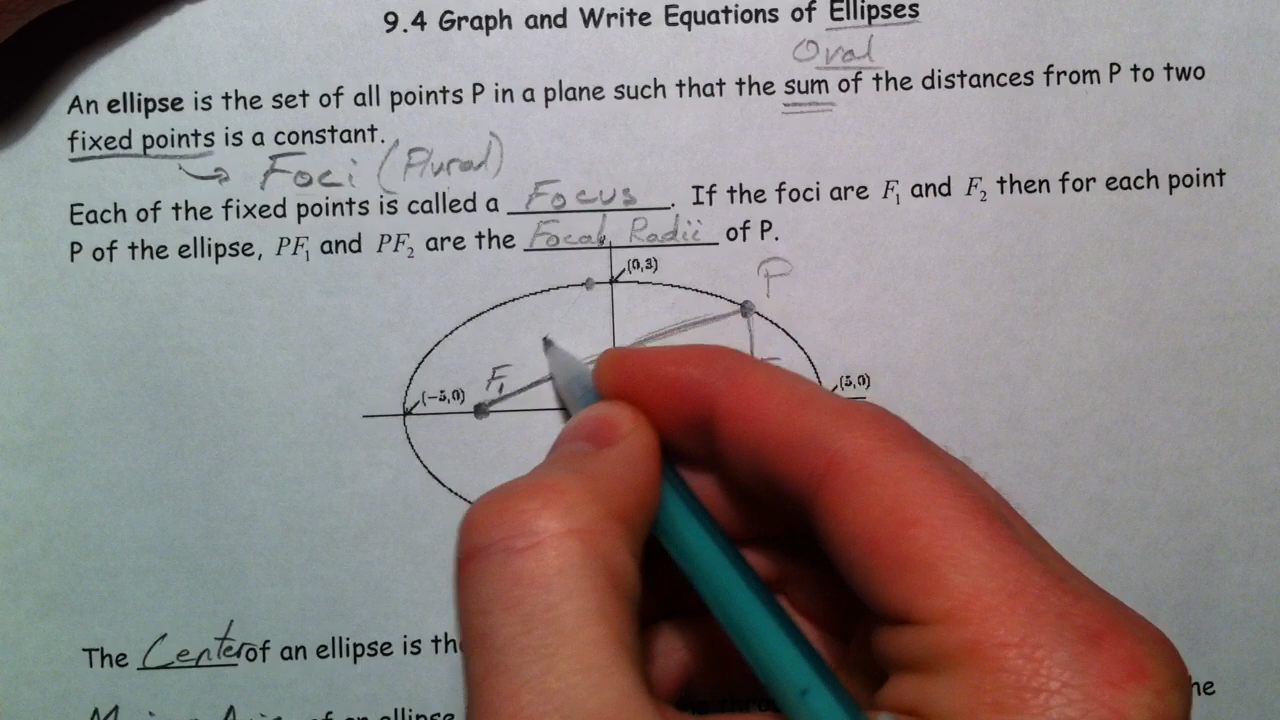 9.4 Graph and Write Equations of Ellipses
Oval
An ellipse is the set of all points P in a plane such that the sum of the distances from P to two
fixed points is a constant.
Foci (Plural)
Each of the fixed points is called a Focus. If the foci are F₁ and F₂ then for each point
P of the ellipse, PF₁ and PF₂ are the Focal Radii of P.
(0,3)
P
F₁
(-5,0)
(5,0)
The Center of an ellipse is the
of an ellipse